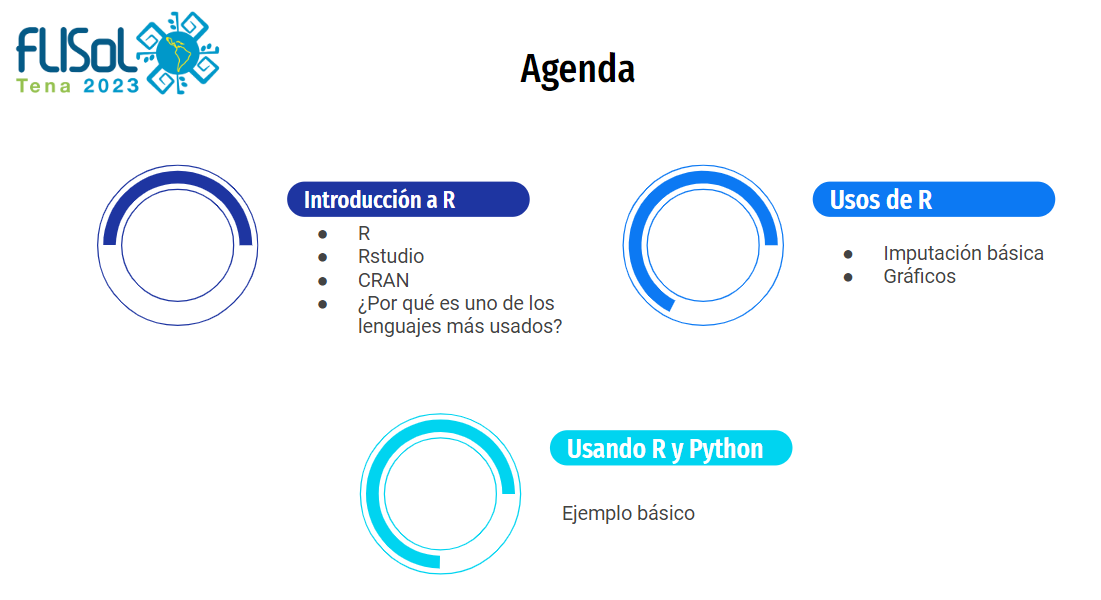 FLISoL
Tena 2023
Agenda
Introducción a R
● R
● Rstudio
● CRAN
● ¿Por qué es uno de los
lenguajes más usados?
Usos de R
● Imputación básica
● Gráficos
Usando R y Python
Ejemplo básico